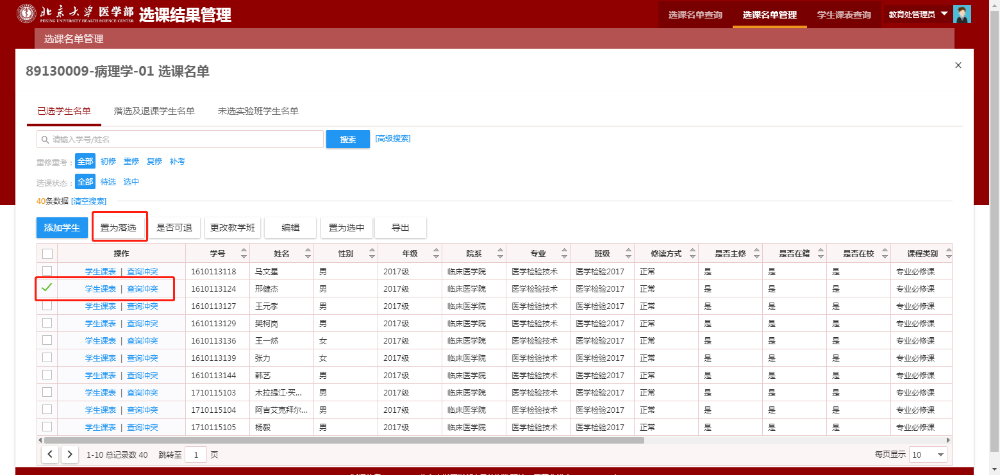 北京大学医学部 选课结果管理 选课名单查询 选课名单管理 学生课表查询 教育处管理员
PEKING UNIVERSITY HEALTH SCIENCE CENTER
选课名单管理
89130009-病理学-01 选课名单 ×
已选学生名单 落选及退课学生名单 未选实验班学生名单
请输入学号/姓名 搜索 [高级搜索]
重修重考： 全部 初修 重修 复修 补考
选课状态： 全部 待选 选中
40条数据 [清空搜索]
添加学生 置为落选 是否可退 更改教学班 编辑 置为选中 导出
操作 学号 姓名 性别 年级 院系 专业 班级 修读方式 是否主修 是否在籍 是否在校 课程类别
学生课表 | 查询冲突 1610113118 马文星 男 2017级 临床医学院 医学检验技术 医学检验2017 正常 是 是 是 专业必修课
学生课表 | 查询冲突 1610113124 邢健杰 男 2017级 临床医学院 医学检验技术 医学检验2017 正常 是 是 是 专业必修课
学生课表 | 查询冲突 1610113127 王元孝 男 2017级 临床医学院 医学检验技术 医学检验2017 正常 是 是 是 专业必修课
学生课表 | 查询冲突 1610113129 樊柯岗 男 2017级 临床医学院 医学检验技术 医学检验2017 正常 是 是 是 专业必修课
学生课表 | 查询冲突 1610113136 王一然 女 2017级 临床医学院 医学检验技术 医学检验2017 正常 是 是 是 专业必修课
学生课表 | 查询冲突 1610113139 张力 女 2017级 临床医学院 医学检验技术 医学检验2017 正常 是 是 是 专业必修课
学生课表 | 查询冲突 1610113144 韩艺 男 2017级 临床医学院 医学检验技术 医学检验2017 正常 是 是 是 专业必修课
学生课表 | 查询冲突 1710115103 木拉提江·买... 男 2017级 临床医学院 医学检验技术 医学检验2017 正常 是 是 是 专业必修课
学生课表 | 查询冲突 1710115104 阿吉艾克拜尔... 男 2017级 临床医学院 医学检验技术 医学检验2017 正常 是 是 是 专业必修课
学生课表 | 查询冲突 1710115105 杨毅 男 2017级 临床医学院 医学检验技术 医学检验2017 正常 是 是 是 专业必修课
1-10 总记录数 40 跳转至 1 页 每页显示 10